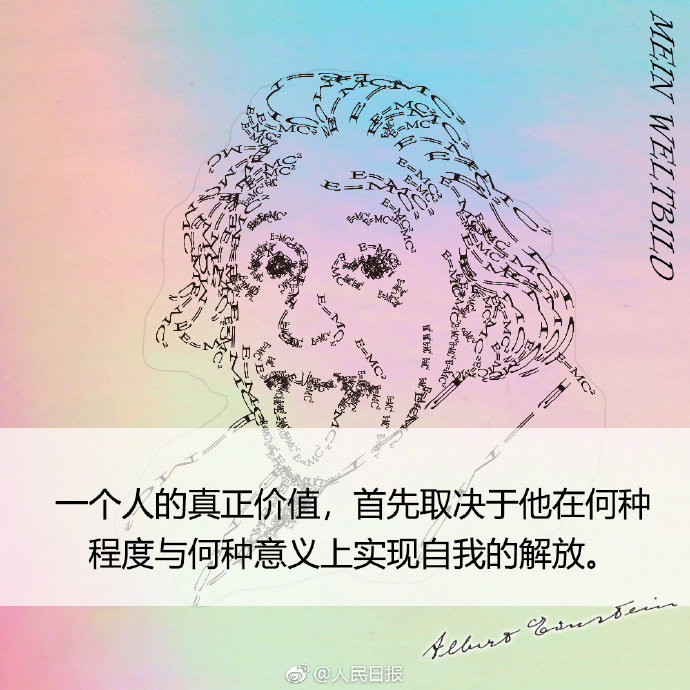 MEIN WELTBILD
E=MC²
一个人的真正价值，首先取决于他在何种
程度与何种意义上实现自我的解放。
Albert Einstein
@人民日报